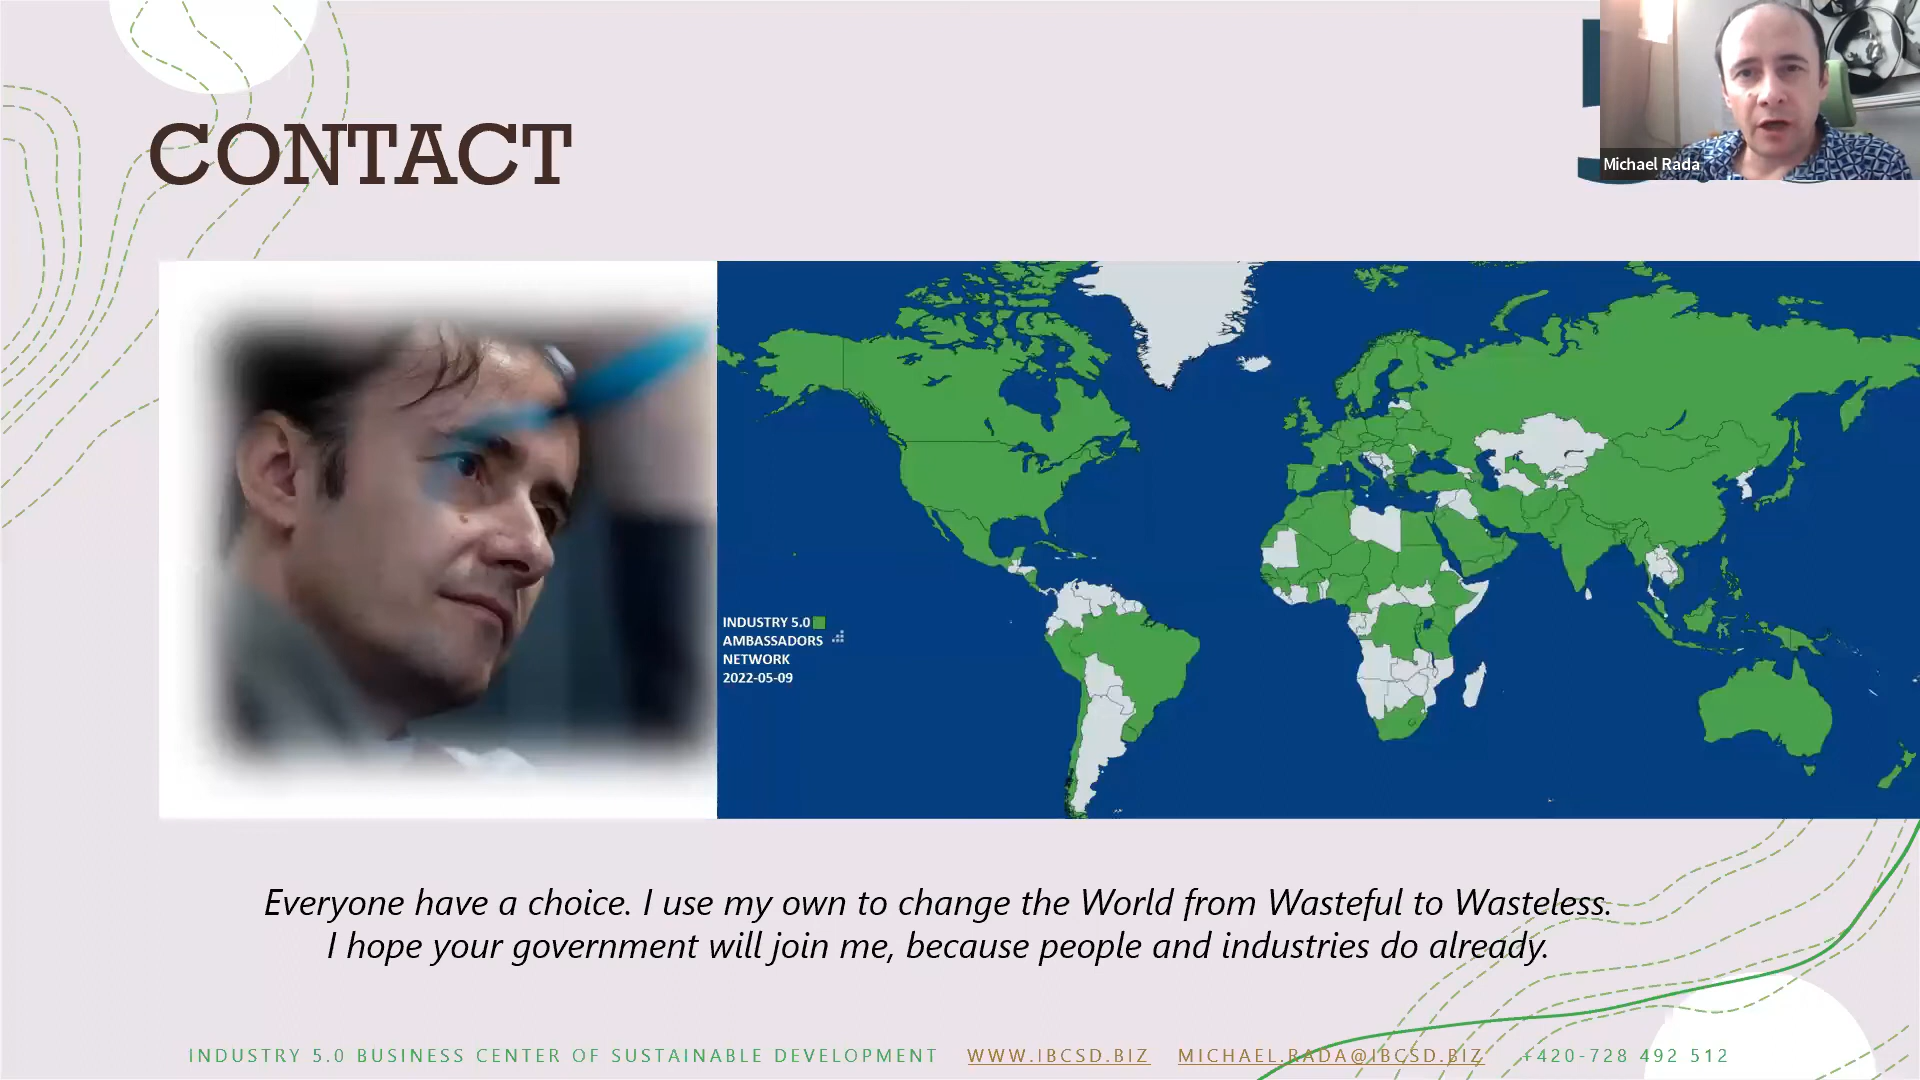 CONTACT
Michael Rada
INDUSTRY 5.0
AMBASSADORS
NETWORK
2022-05-09
Everyone have a choice. I use my own to change the World from Wasteful to Wasteless.
I hope your government will join me, because people and industries do already.
INDUSTRY 5.0 BUSINESS CENTER OF SUSTAINABLE DEVELOPMENT WWW.IBCSD.BIZ MICHAEL.RADA@IBCSD.BIZ +420-728 492 512